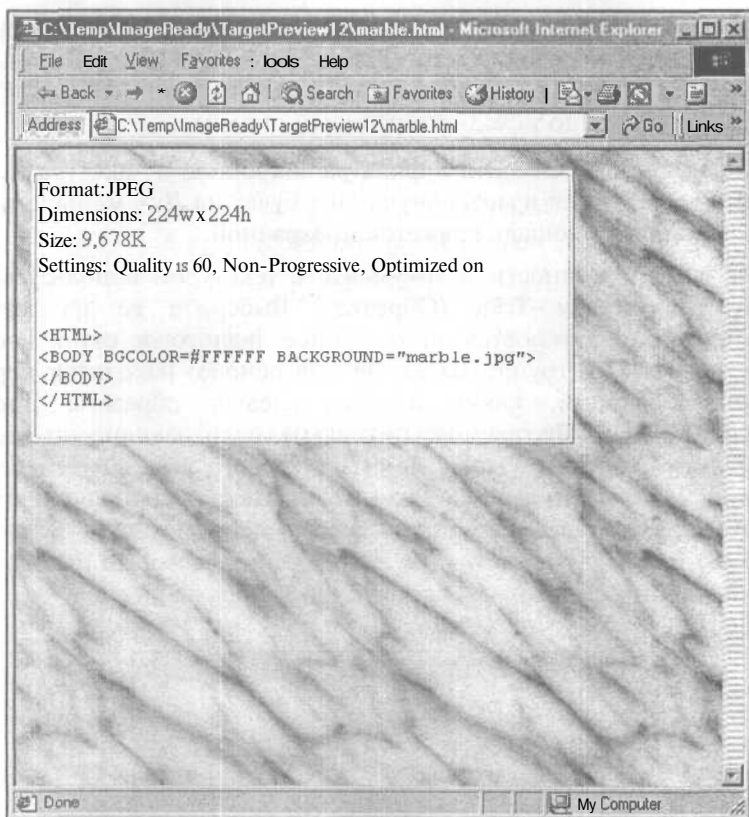 C:\Temp\ImageReady\TargetPreview12\marble.html - Microsoft Internet Explorer
File Edit View Favorites : lools Help
Back Search Favorites History
Address C:\Temp\ImageReady\TargetPreview12\marble.html Go Links
Format:JPEG
Dimensions: 224w x 224h
Size: 9,678K
Settings: Quality is 60, Non-Progressive, Optimized on
<HTML>
<BODY BGCOLOR=#FFFFFF BACKGROUND="marble.jpg">
</BODY>
</HTML>
Done My Computer